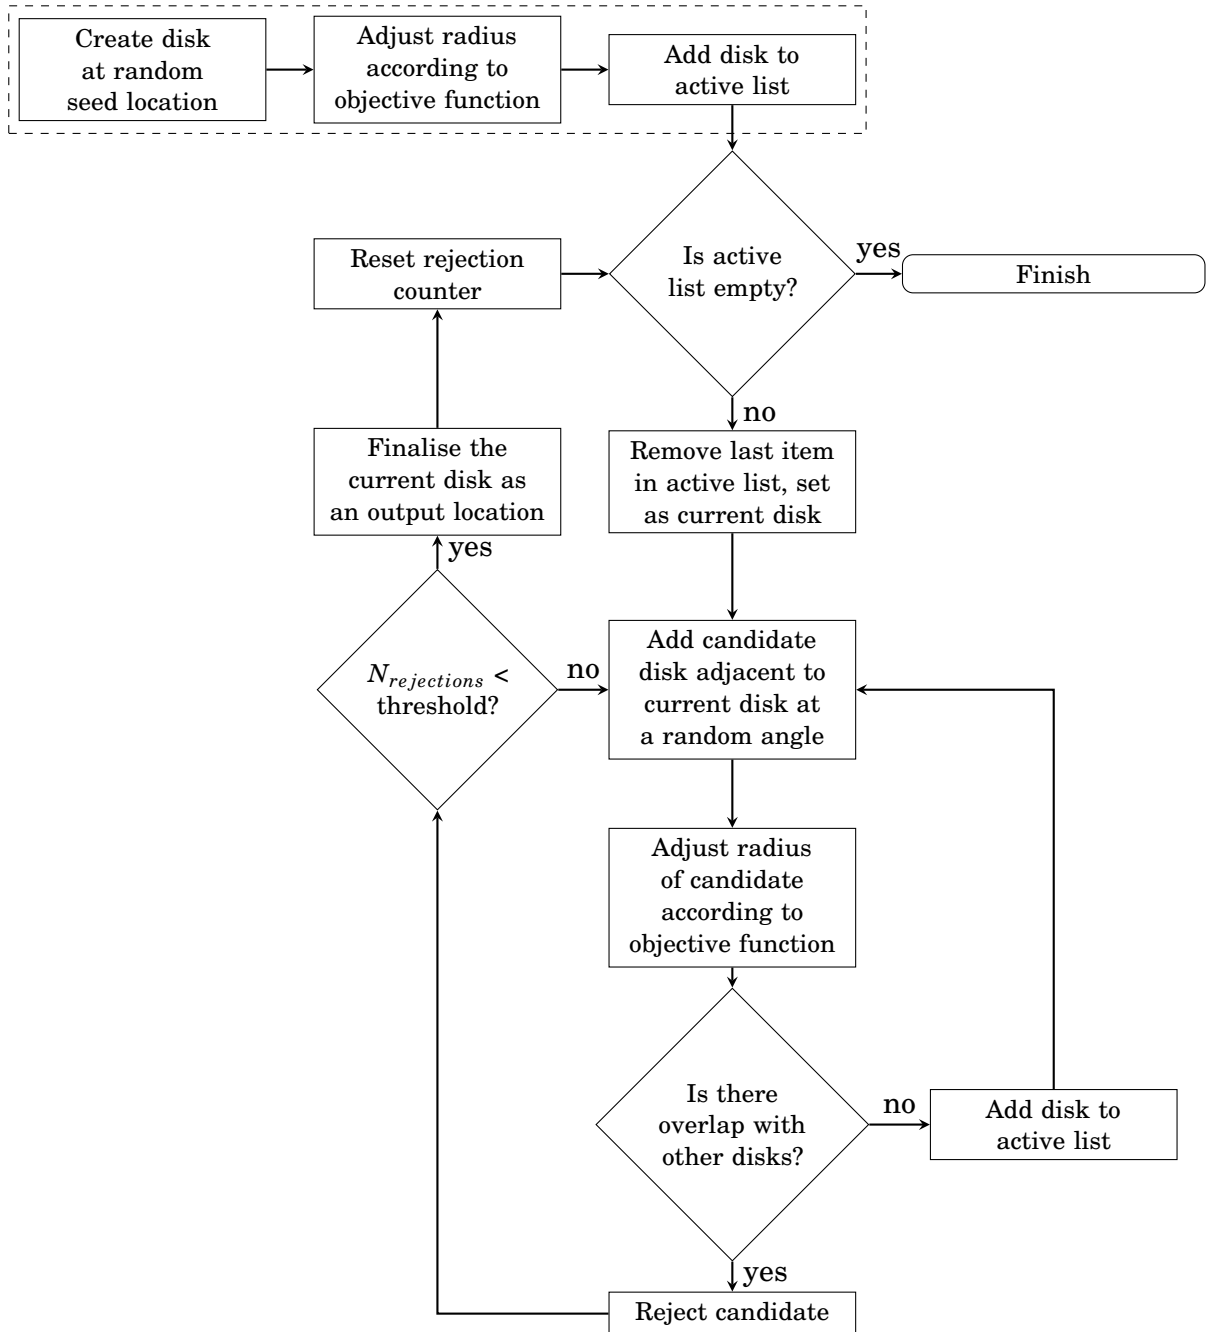 Create disk
at random
seed location
Adjust radius
according to
objective function
Add disk to
active list
Is active
list empty?
yes
Finish
Reset rejection
counter
no
Finalise the
current disk as
an output location
Remove last item
in active list, set
as current disk
yes
N_rejections <
threshold?
no
Add candidate
disk adjacent to
current disk at
a random angle
Adjust radius
of candidate
according to
objective function
Is there
overlap with
other disks?
no
Add disk to
active list
yes
Reject candidate